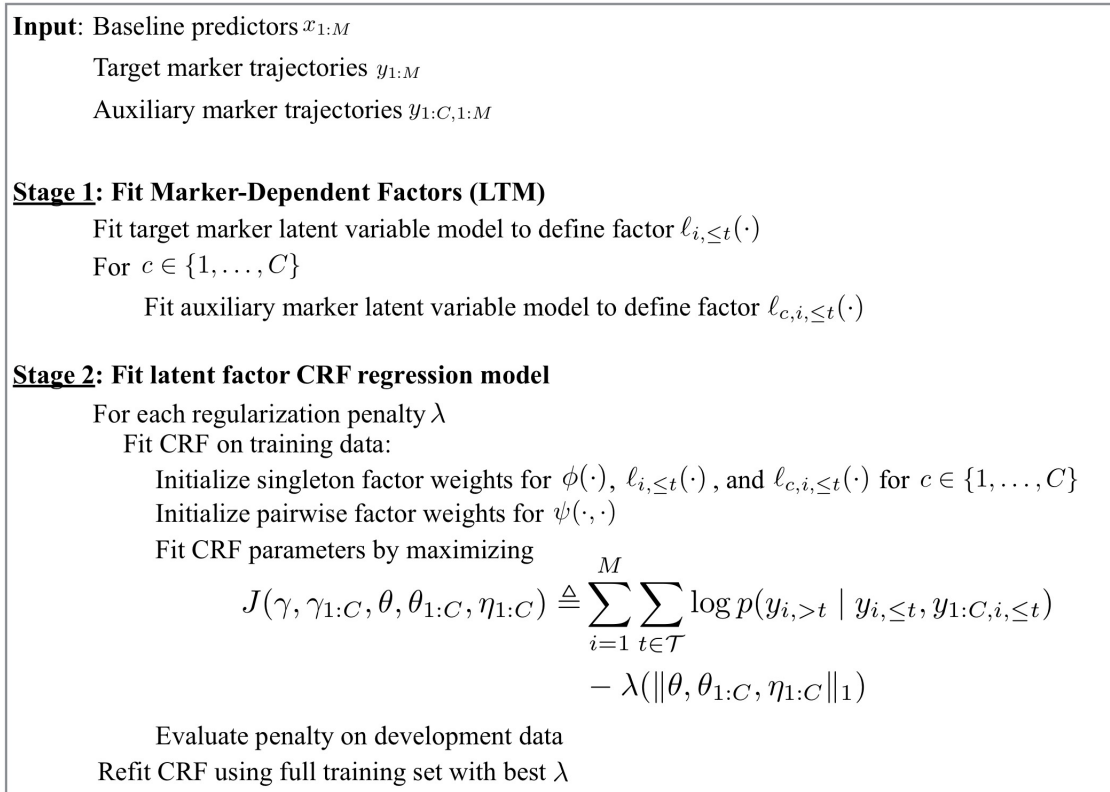 Input: Baseline predictors x_{1:M}
Target marker trajectories y_{1:M}
Auxiliary marker trajectories y_{1:C,1:M}
Stage 1: Fit Marker-Dependent Factors (LTM)
Fit target marker latent variable model to define factor ℓ_{i,≤t}(·)
For c ∈ {1, . . . , C}
Fit auxiliary marker latent variable model to define factor ℓ_{c,i,≤t}(·)
Stage 2: Fit latent factor CRF regression model
For each regularization penalty λ
Fit CRF on training data:
Initialize singleton factor weights for φ(·), ℓ_{i,≤t}(·) , and ℓ_{c,i,≤t}(·) for c ∈ {1, . . . , C}
Initialize pairwise factor weights for ψ(·, ·)
Fit CRF parameters by maximizing
J(γ, γ_{1:C}, θ, θ_{1:C}, η_{1:C}) ≜ ∑_{i=1}^{M} ∑_{t∈𝒯} log p(y_{i,>t} | y_{i,≤t}, y_{1:C,i,≤t})
− λ(‖θ, θ_{1:C}, η_{1:C}‖_1)
Evaluate penalty on development data
Refit CRF using full training set with best λ